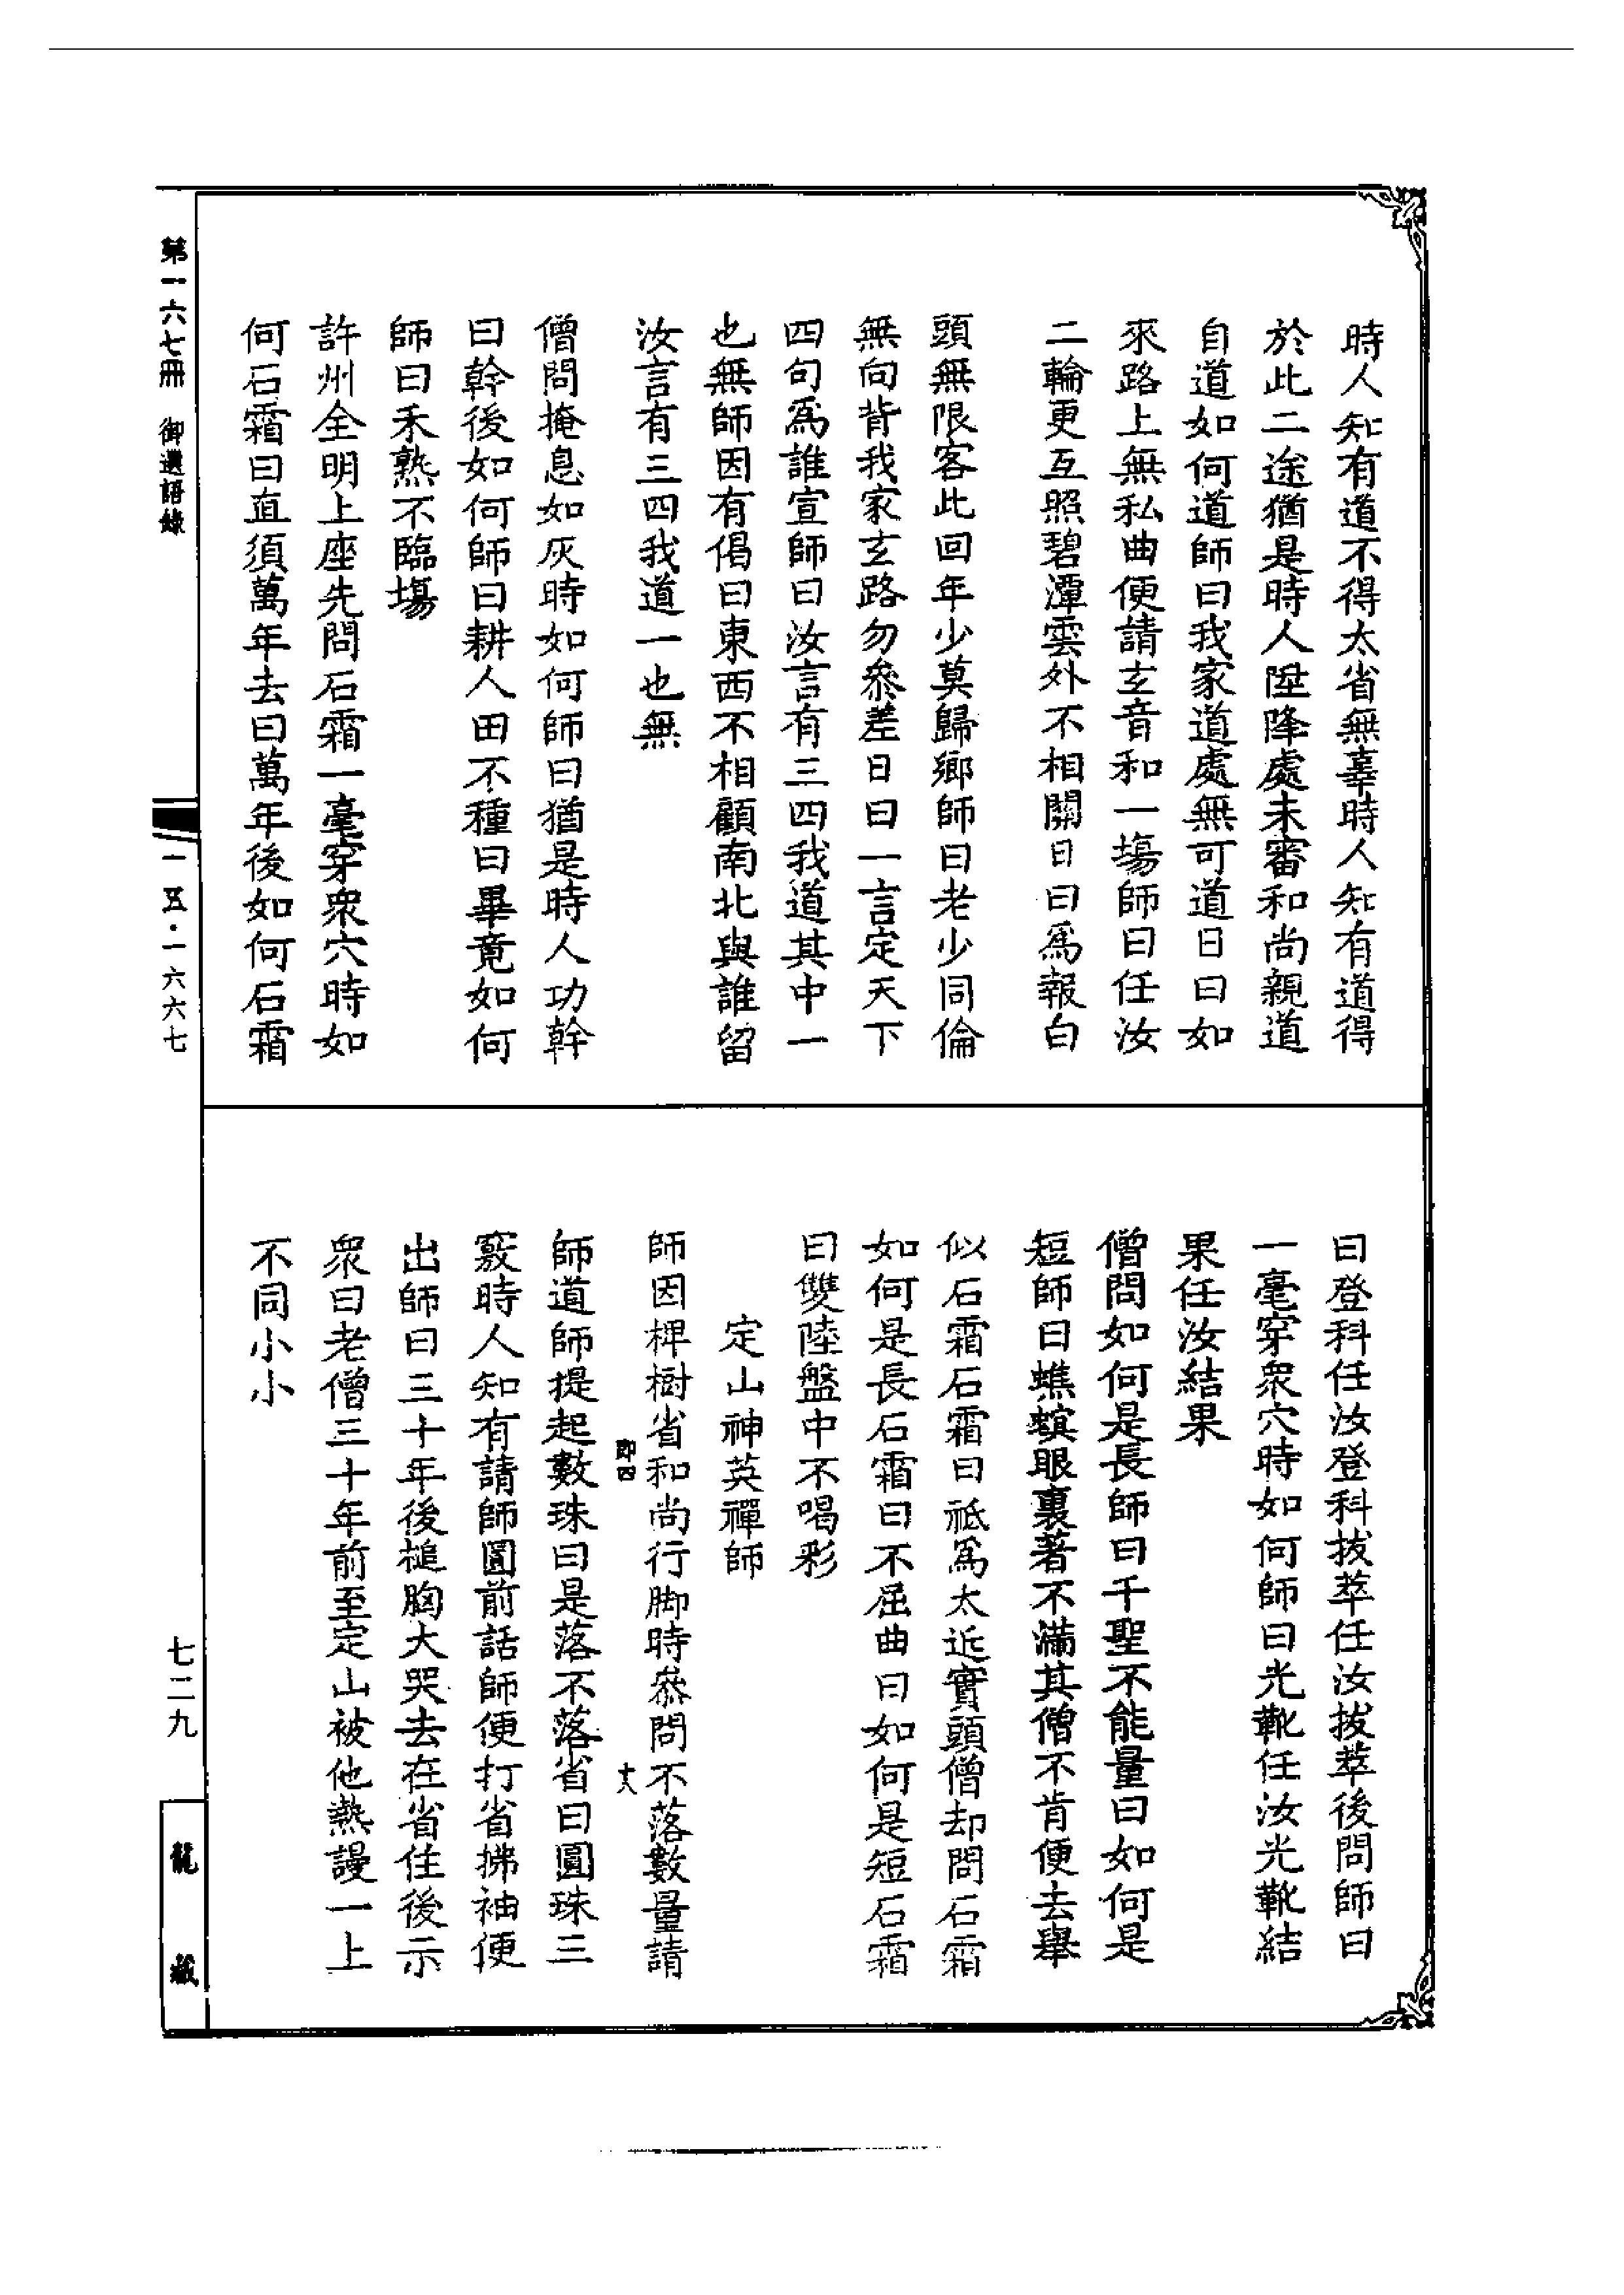 時人知有道不得太省無辜時人知有道得
於此二途猶是時人陞降處未審和尚親道
自道如何道師曰我家道處無可道日曰如
來路上無私曲便請玄音和一場師曰任汝
二輪更互照碧潭雲外不相關日曰爲報白
頭無限客此回年少莫歸鄉師曰老少同倫
無向背我家玄路勿叅差日曰一言定天下
四句爲誰宣師曰汝言有三四我道其中一
也無師因有偈曰東西不相顧南北與誰留
汝言有三四我道一也無
僧問掩息如灰時如何師曰猶是時人功幹
曰幹後如何師曰耕人田不種曰畢竟如何
師曰禾熟不臨場
許州全明上座先問石霜一毫穿衆穴時如
何石霜曰直須萬年去曰萬年後如何石霜
曰登科任汝登科拔萃任汝拔萃後問師曰
一毫穿衆穴時如何師曰光靴任汝光靴結
果任汝結果
僧問如何是長師曰千聖不能量曰如何是
短師曰蟭螟眼裏著不滿其僧不肯便去舉
似石霜石霜曰祗爲太近實頭僧却問石霜
如何是長石霜曰不屈曲曰如何是短石霜
曰雙陸盤中不喝彩
定山神英禪師
師因椑樹省和尚行脚時叅問不落數量請
即四
十八
師道師提起數珠曰是落不落省曰圓珠三
竅時人知有請師圓前話師便打省拂袖便
出師曰三十年後槌胸大哭去在省住後示
衆曰老僧三十年前至定山被他熱謾一上
不同小小
第一六七冊 御選語錄
一五·一六六七
七二九
龍藏